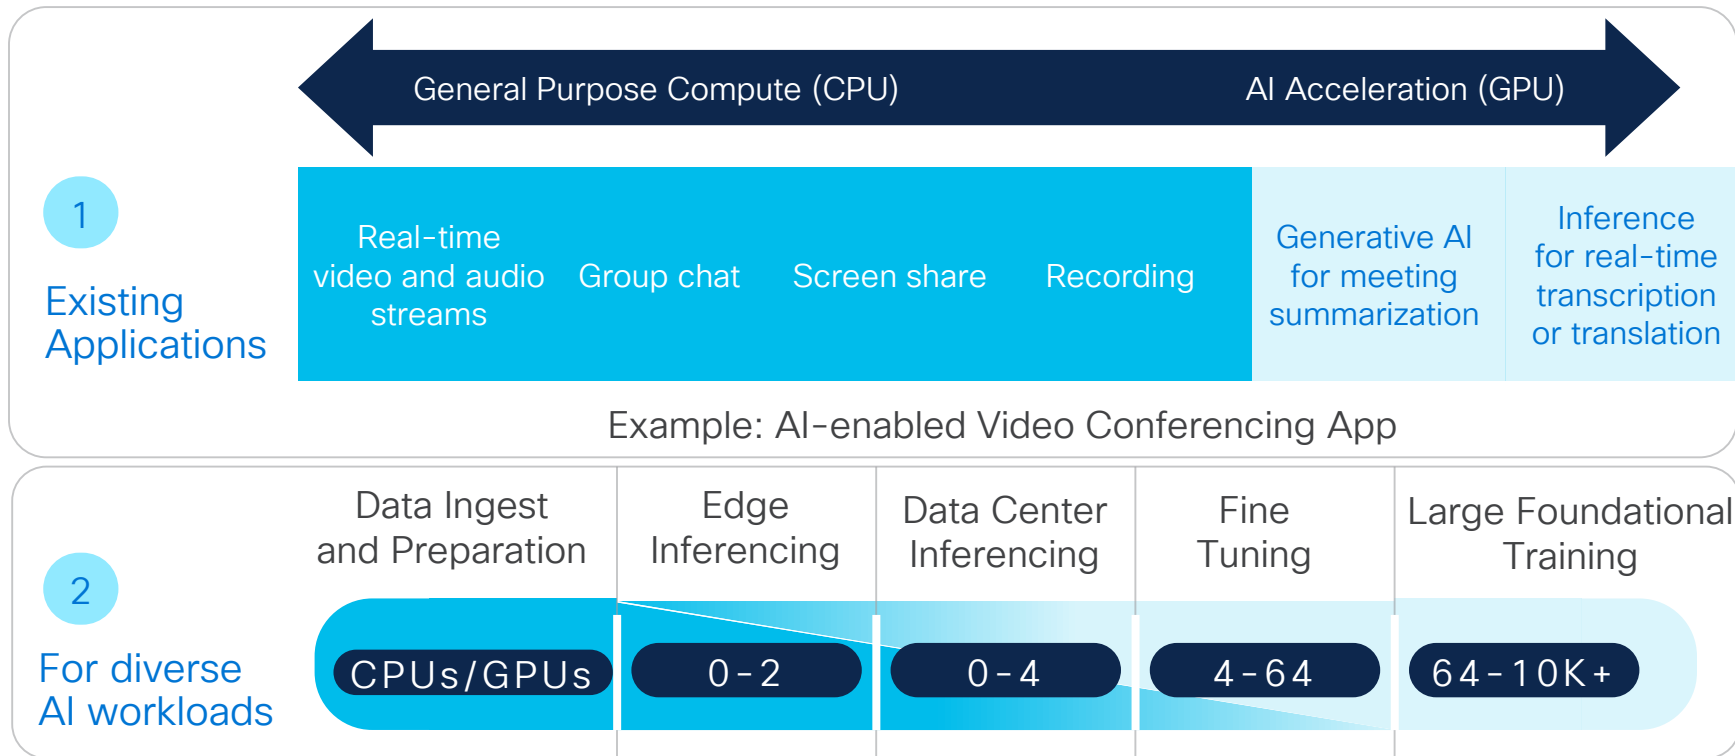 General Purpose Compute (CPU)
AI Acceleration (GPU)
1
Existing
Applications
Real-time
video and audio
streams
Group chat
Screen share
Recording
Generative AI
for meeting
summarization
Inference
for real-time
transcription
or translation
Example: AI-enabled Video Conferencing App
2
For diverse
AI workloads
Data Ingest
and Preparation
Edge
Inferencing
Data Center
Inferencing
Fine
Tuning
Large Foundational
Training
CPUs/GPUs
0-2
0-4
4-64
64-10K+